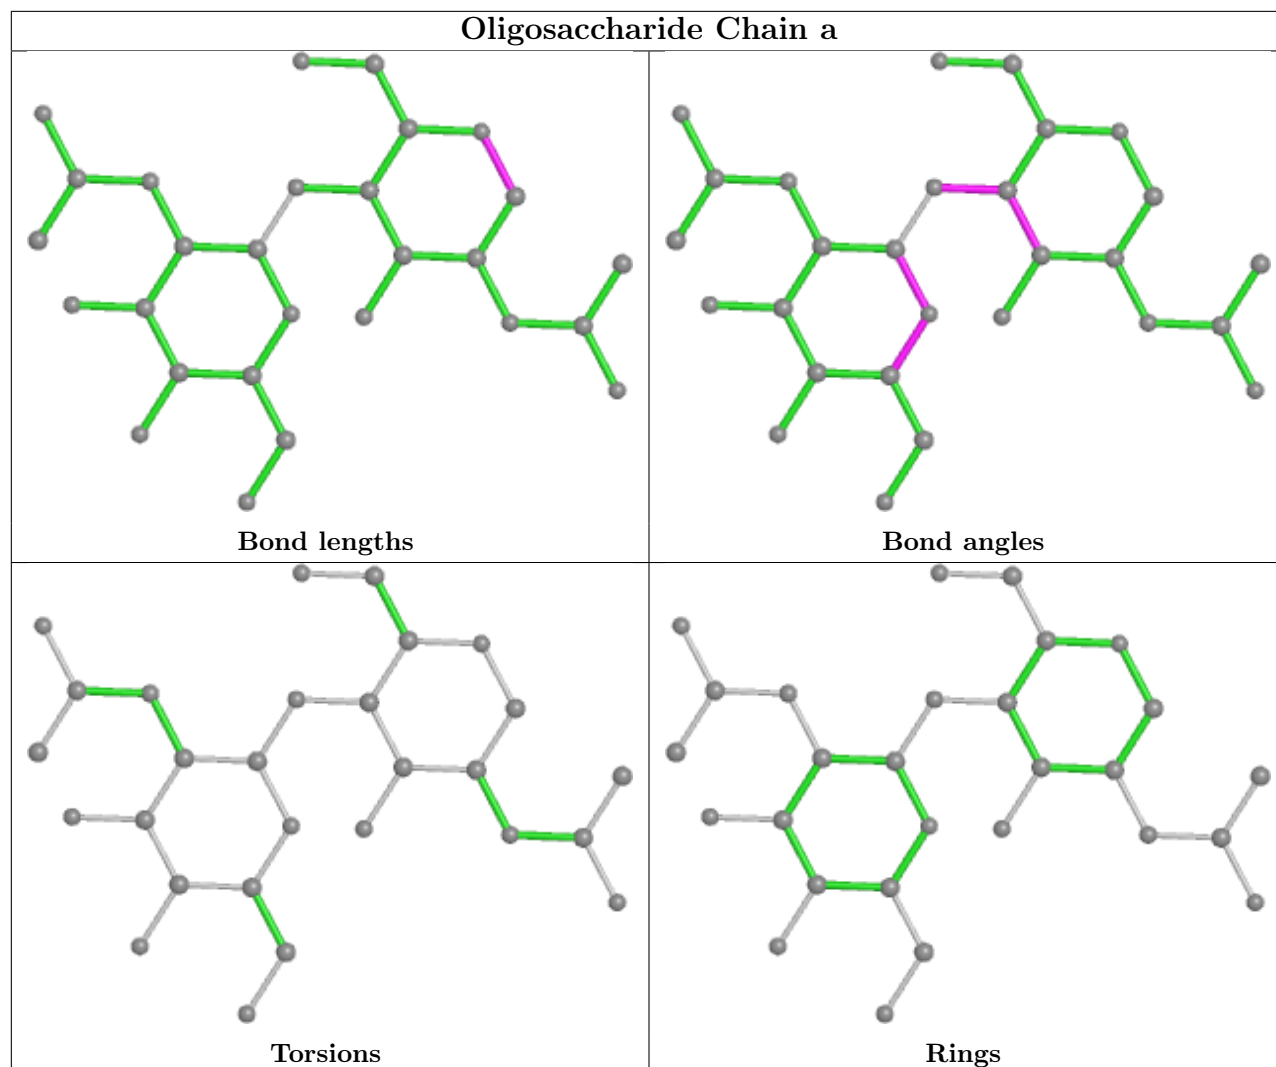 Oligosaccharide Chain a
Bond lengths
Bond angles
Torsions
Rings